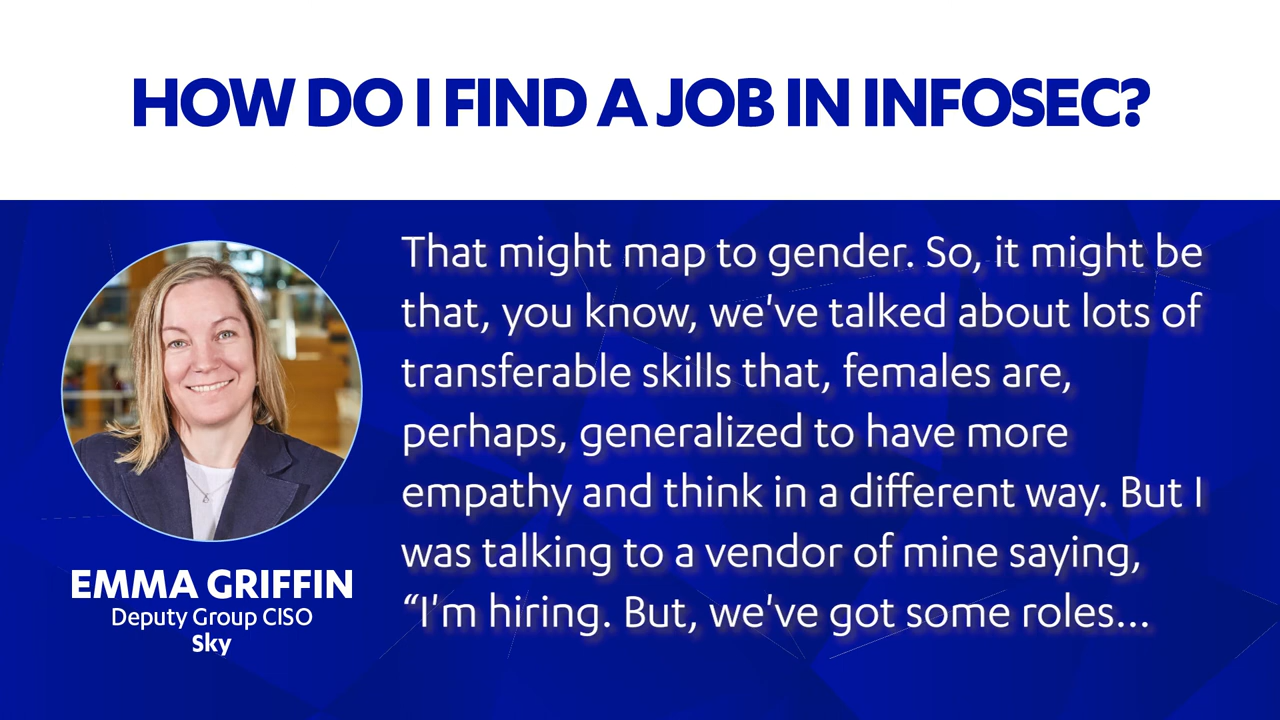 HOW DO I FIND A JOB IN INFOSEC?
That might map to gender. So, it might be
that, you know, we've talked about lots of
transferable skills that, females are,
perhaps, generalized to have more
empathy and think in a different way. But I
was talking to a vendor of mine saying,
“I'm hiring. But, we've got some roles...
EMMA GRIFFIN
Deputy Group CISO
Sky